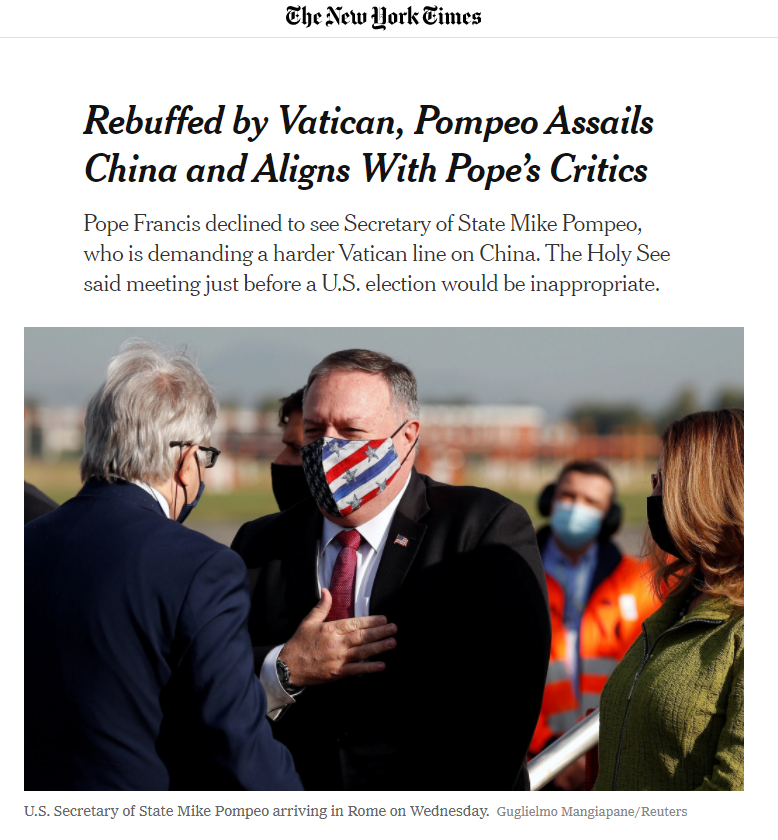 The New York Times
Rebuffed by Vatican, Pompeo Assails
China and Aligns With Pope’s Critics
Pope Francis declined to see Secretary of State Mike Pompeo,
who is demanding a harder Vatican line on China. The Holy See
said meeting just before a U.S. election would be inappropriate.
U.S. Secretary of State Mike Pompeo arriving in Rome on Wednesday. Guglielmo Mangiapane/Reuters